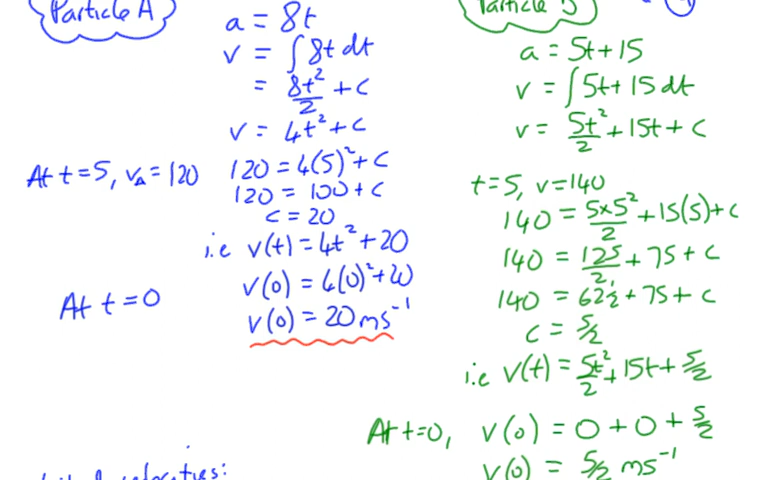 Particle A
a = 8t
v = ∫8t dt
= 8t²/2 + c
v = 4t² + c
At t=5, vA = 120
120 = 4(5)² + c
120 = 100 + c
c = 20
i.e v(t) = 4t² + 20
At t=0
v(0) = 4(0)² + 20
v(0) = 20 ms⁻¹
Particle
a = 5t + 15
v = ∫5t + 15 dt
v = 5t²/2 + 15t + c
t=5, v=140
140 = 5×5²/2 + 15(5) + c
140 = 125/2 + 75 + c
140 = 62½ + 75 + c
c = 5/2
i.e v(t) = 5t²/2 + 15t + 5/2
At t=0, v(0) = 0 + 0 + 5/2
v(0) = 5/2 ms⁻¹
velocities: